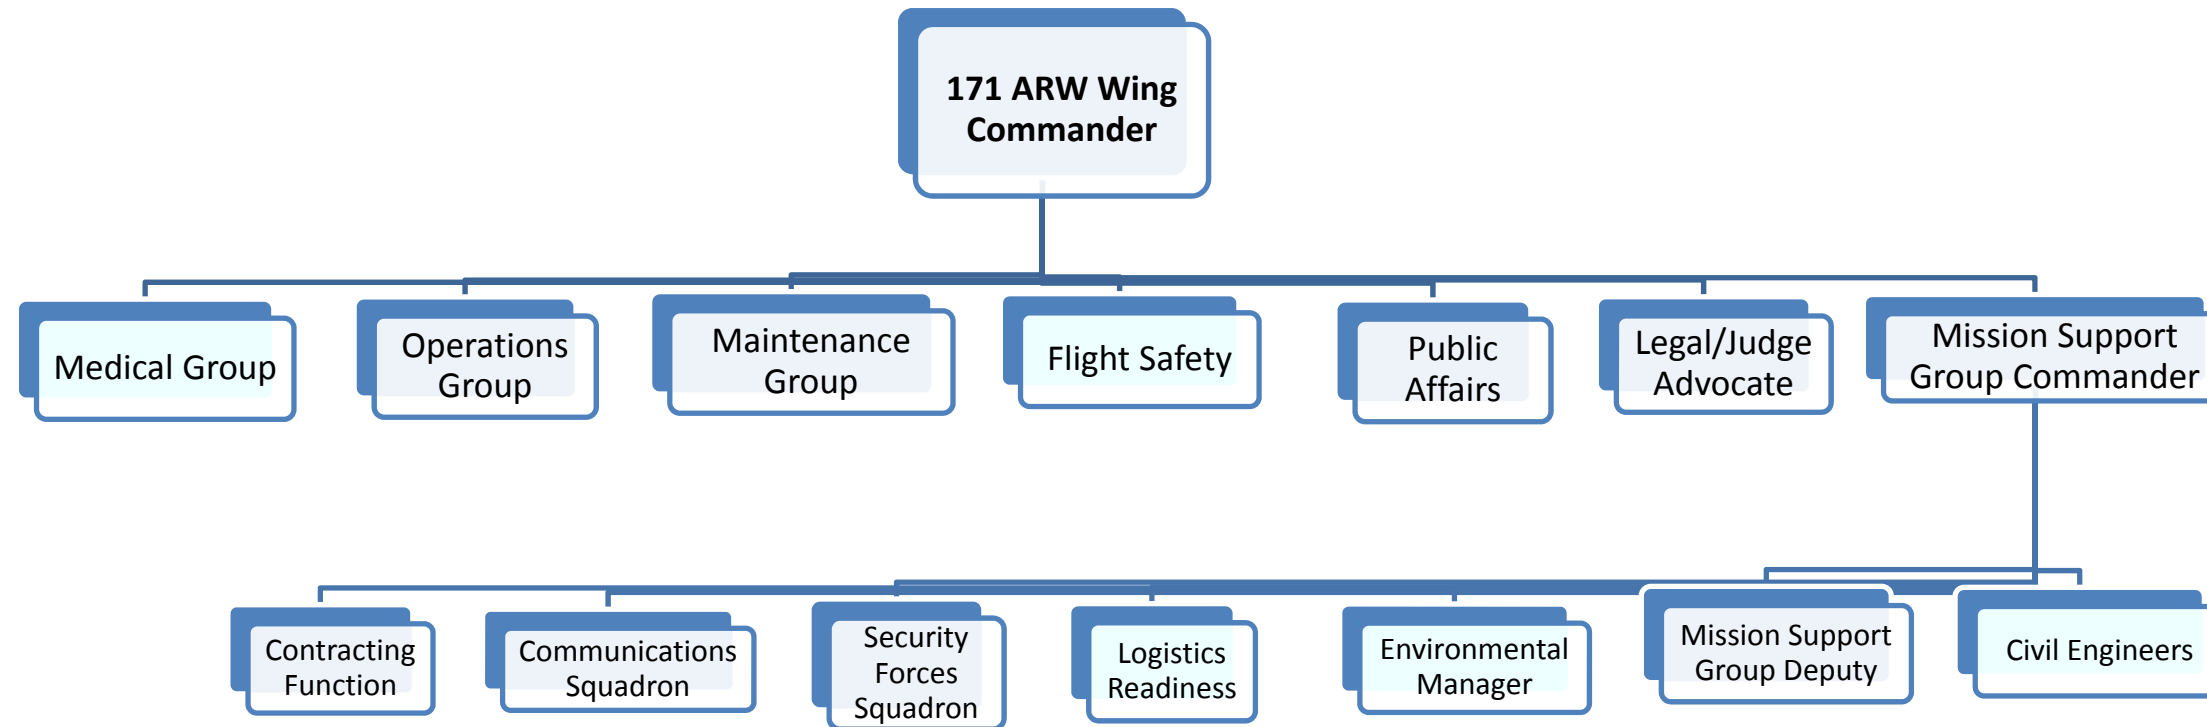 171 ARW Wing
Commander
Medical Group
Operations
Group
Maintenance
Group
Flight Safety
Public
Affairs
Legal/Judge
Advocate
Mission Support
Group Commander
Contracting
Function
Communications
Squadron
Security
Forces
Squadron
Logistics
Readiness
Environmental
Manager
Mission Support
Group Deputy
Civil Engineers